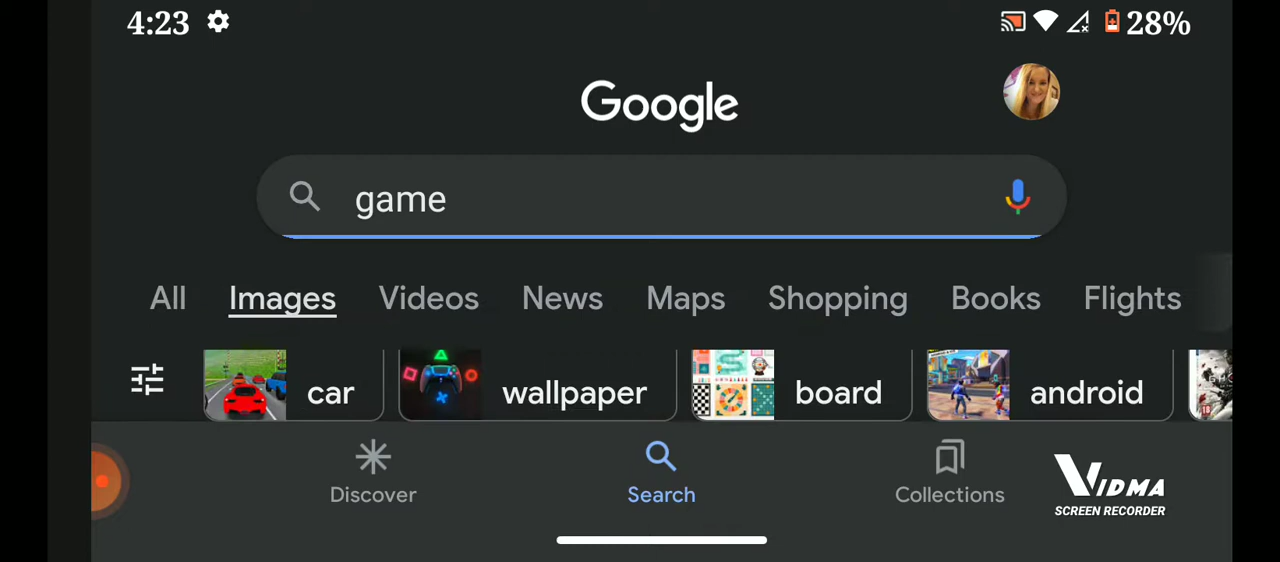 4:23 28%
Google
game
All Images Videos News Maps Shopping Books Flights
car wallpaper board android
Discover Search Collections
VIDMA
SCREEN RECORDER